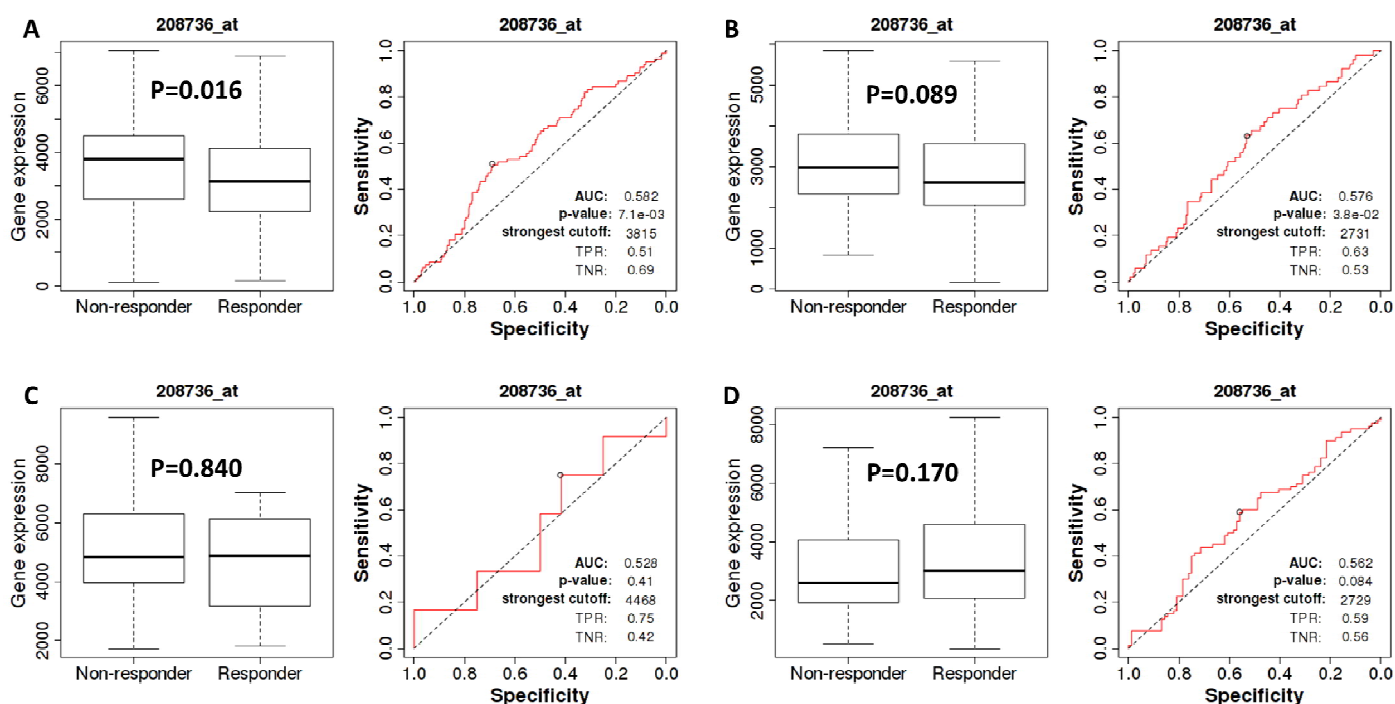 A
208736_at
Gene expression
6000
4000
2000
0
P=0.016
Non-responder Responder
208736_at
Sensitivity
1.0
0.8
0.6
0.4
0.2
0.0
AUC: 0.582
p-value: 7.1e-03
strongest cutoff: 3815
TPR: 0.51
TNR: 0.69
1.0 0.8 0.6 0.4 0.2 0.0
Specificity
B
208736_at
Gene expression
5000
3000
1000
0
P=0.089
Non-responder Responder
208736_at
Sensitivity
1.0
0.8
0.6
0.4
0.2
0.0
AUC: 0.576
p-value: 3.8e-02
strongest cutoff: 2731
TPR: 0.63
TNR: 0.53
1.0 0.8 0.6 0.4 0.2 0.0
Specificity
C
208736_at
Gene expression
8000
6000
4000
2000
P=0.840
Non-responder Responder
208736_at
Sensitivity
1.0
0.8
0.6
0.4
0.2
0.0
AUC: 0.528
p-value: 0.41
strongest cutoff: 4468
TPR: 0.75
TNR: 0.42
1.0 0.8 0.6 0.4 0.2 0.0
Specificity
D
208736_at
Gene expression
8000
6000
4000
2000
P=0.170
Non-responder Responder
208736_at
Sensitivity
1.0
0.8
0.6
0.4
0.2
0.0
AUC: 0.562
p-value: 0.084
strongest cutoff: 2729
TPR: 0.59
TNR: 0.56
1.0 0.8 0.6 0.4 0.2 0.0
Specificity